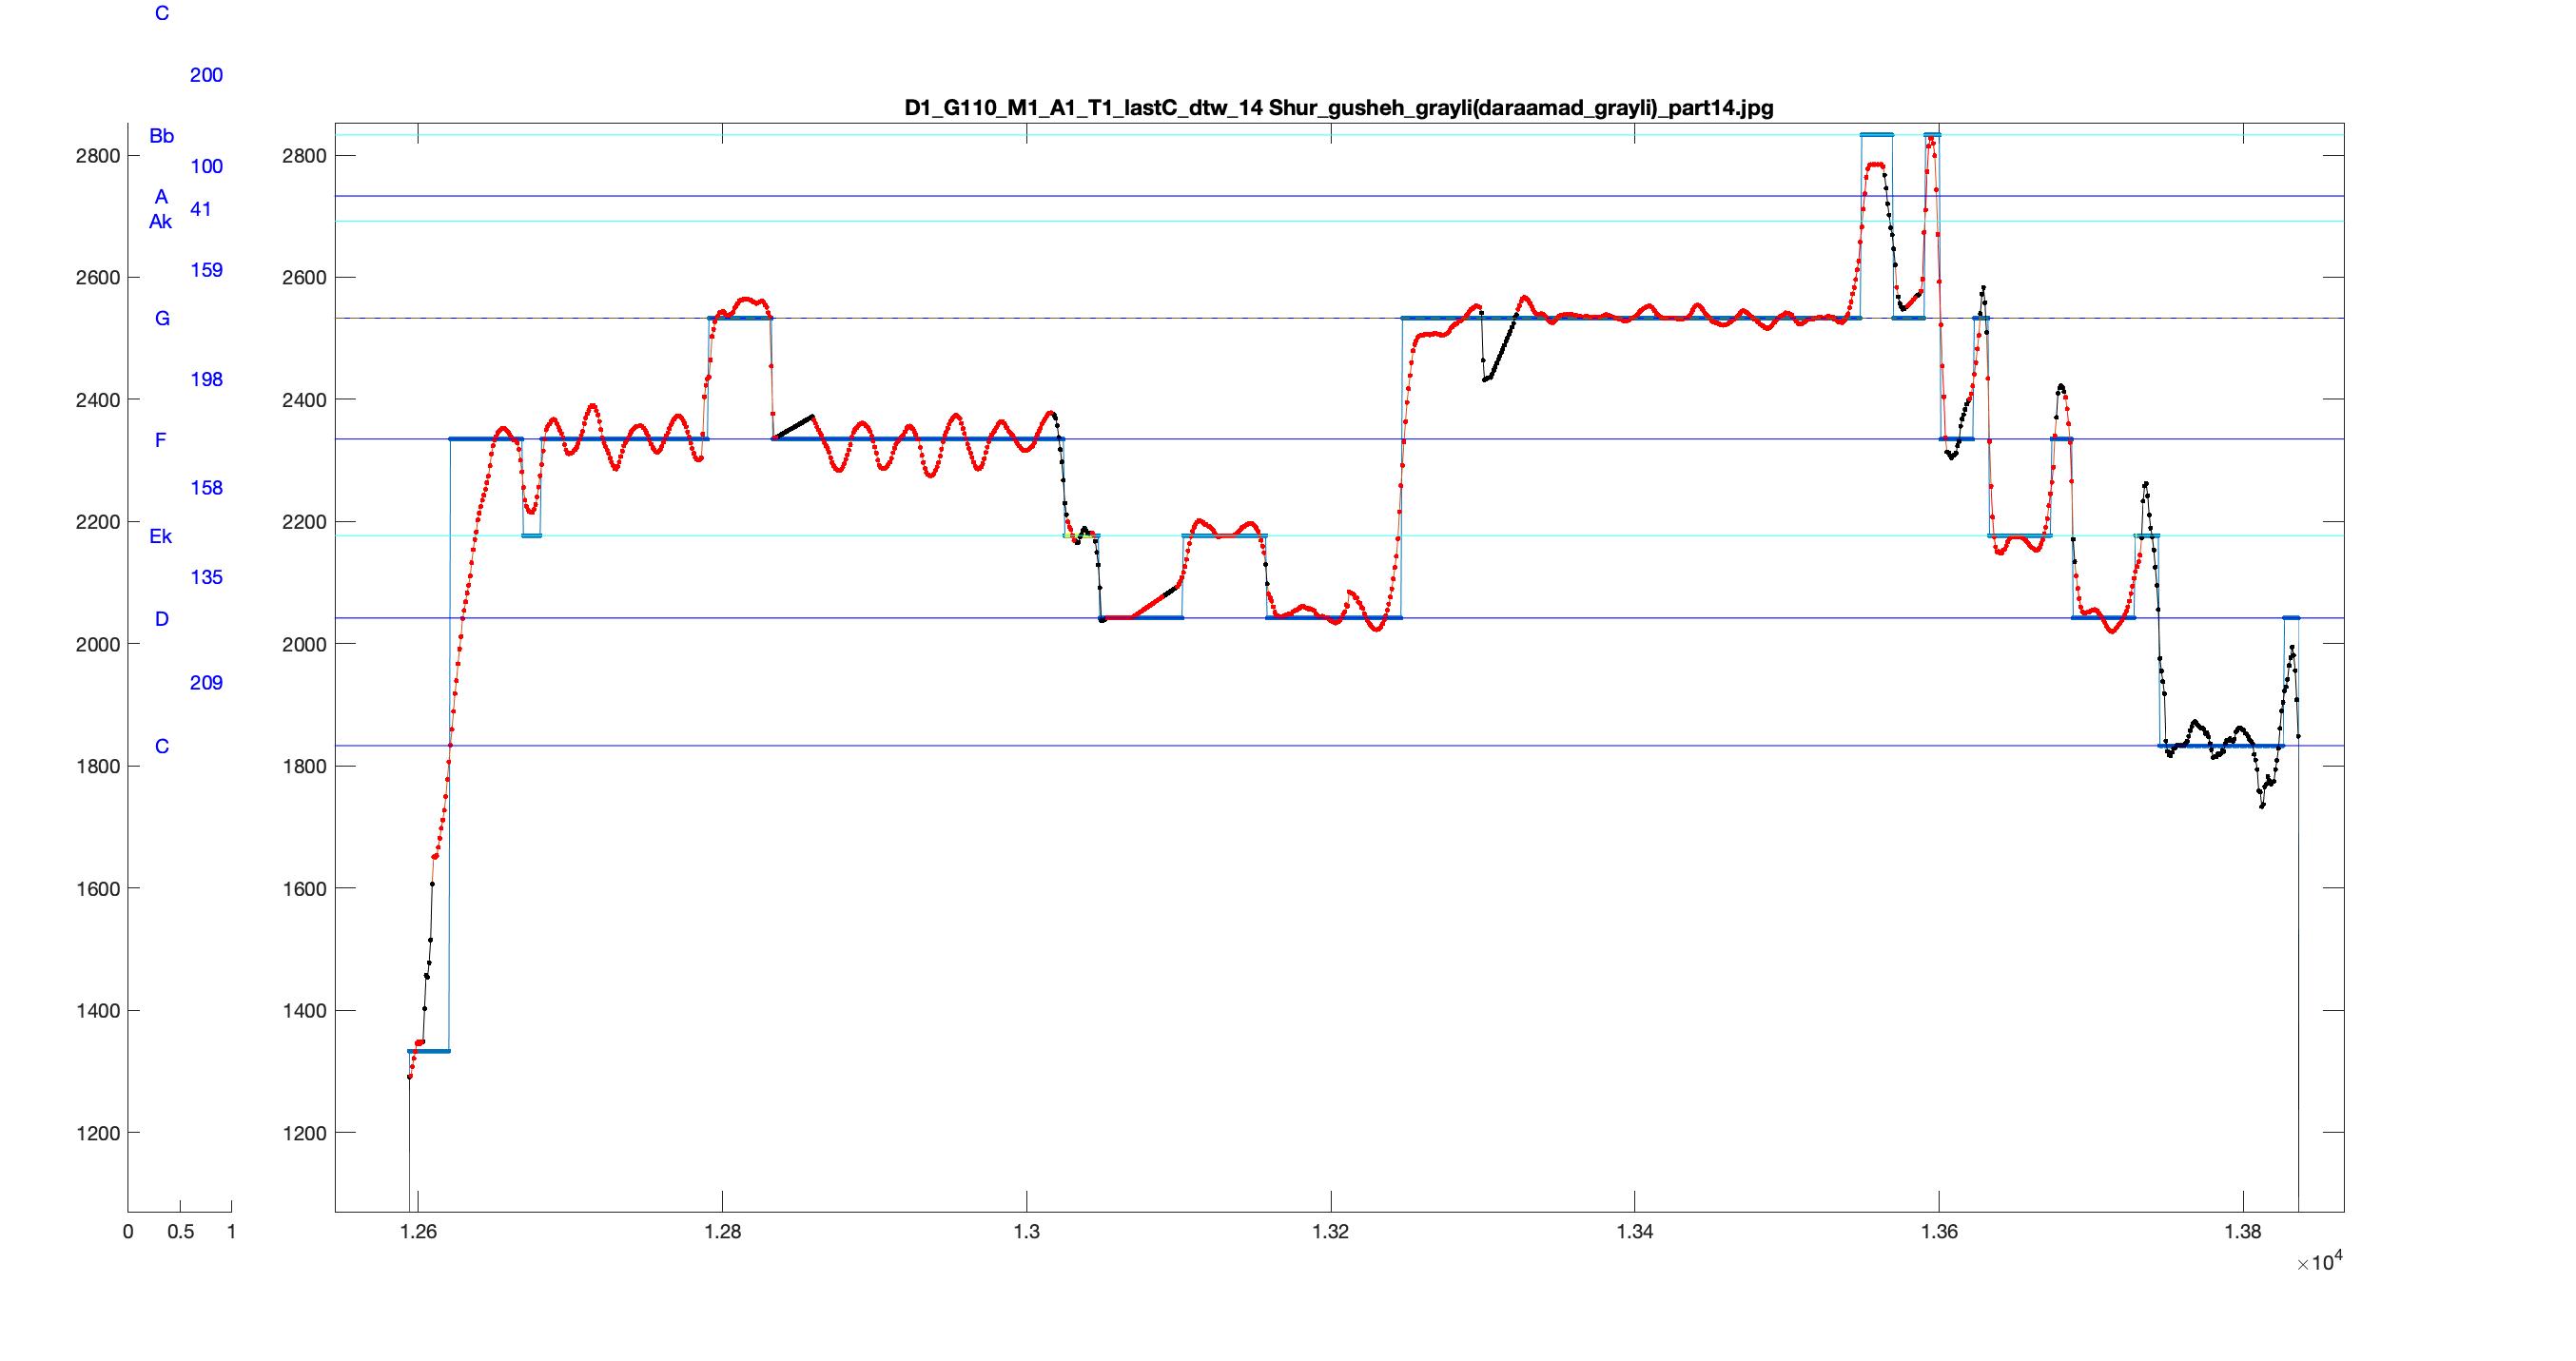 C
200
D1_G110_M1_A1_T1_lastC_dtw_14 Shur_gusheh_grayli(daraamad_grayli)_part14.jpg
Bb
2800 2800
100
A
41
Ak
159
2600 2600
G
198
2400 2400
F
158
2200 2200
Ek
135
D
2000 2000
209
C
1800 1800
1600 1600
1400 1400
1200 1200
0 0.5 1 1.26 1.28 1.3 1.32 1.34 1.36 1.38
×10^4